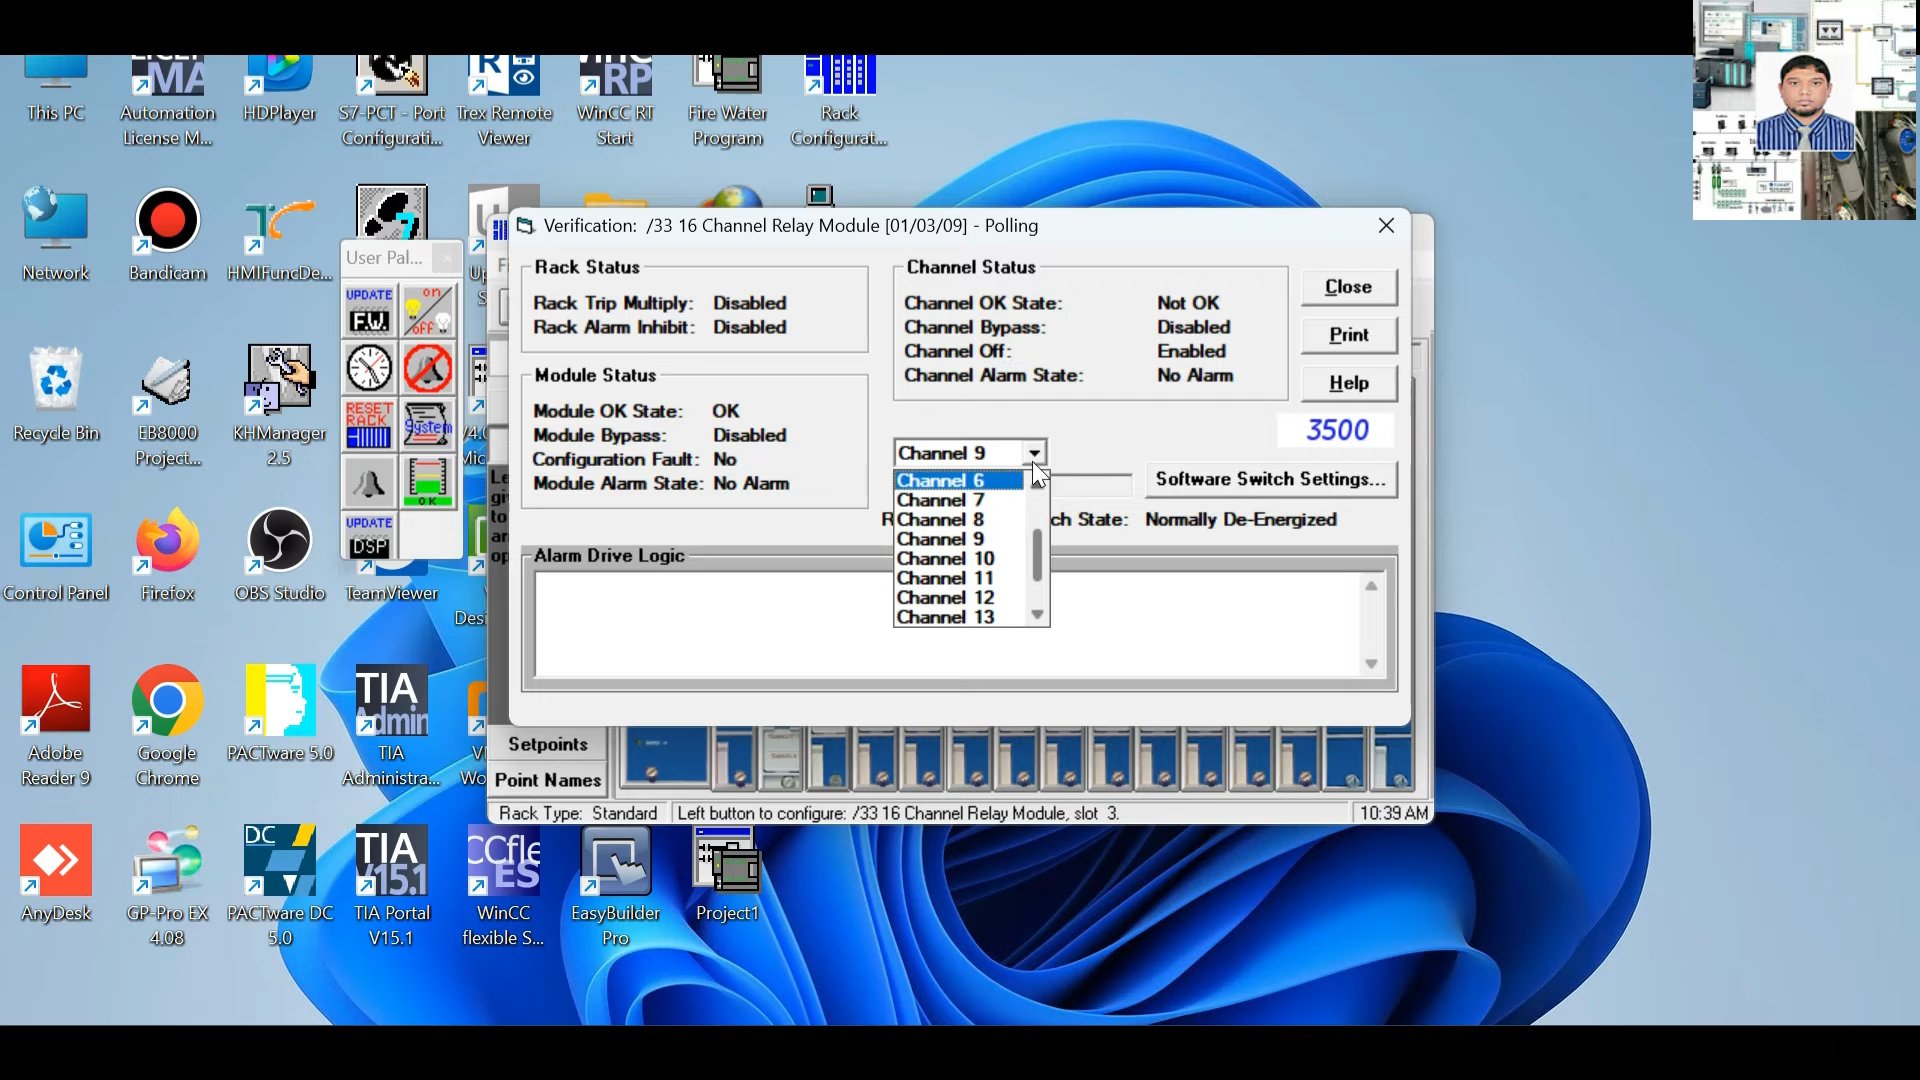 This PC
Automation
License M...
HDPlayer
S7-PCT - Port
Configurati...
Trex Remote
Viewer
WinCC RT
Start
Fire Water
Program
Rack
Configurat...
Network
Bandicam
HMIFuncDe...
User Pal...
UPDATE
F.W.
on
off
RESET
RACK
System
OK
UPDATE
DSP
Recycle Bin
EB8000
Project...
KHManager
2.5
Control Panel
Firefox
OBS Studio
TeamViewer
Adobe
Reader 9
Google
Chrome
PACTware 5.0
TIA
Admin
TIA
Administra...
AnyDesk
GP-Pro EX
4.08
DC
PACTware DC
5.0
TIA
V15.1
TIA Portal
V15.1
WinCC
flexible S...
EasyBuilder
Pro
Project1
Verification: /33 16 Channel Relay Module [01/03/09] - Polling
Rack Status
Rack Trip Multiply: Disabled
Rack Alarm Inhibit: Disabled
Module Status
Module OK State: OK
Module Bypass: Disabled
Configuration Fault: No
Module Alarm State: No Alarm
Channel Status
Channel OK State: Not OK
Channel Bypass: Disabled
Channel Off: Enabled
Channel Alarm State: No Alarm
Close
Print
Help
3500
Channel 9
Channel 6
Channel 7
Channel 8
Channel 9
Channel 10
Channel 11
Channel 12
Channel 13
Software Switch Settings...
ch State: Normally De-Energized
Alarm Drive Logic
Setpoints
Point Names
Rack Type: Standard
Left button to configure: /33 16 Channel Relay Module, slot 3.
10:39 AM